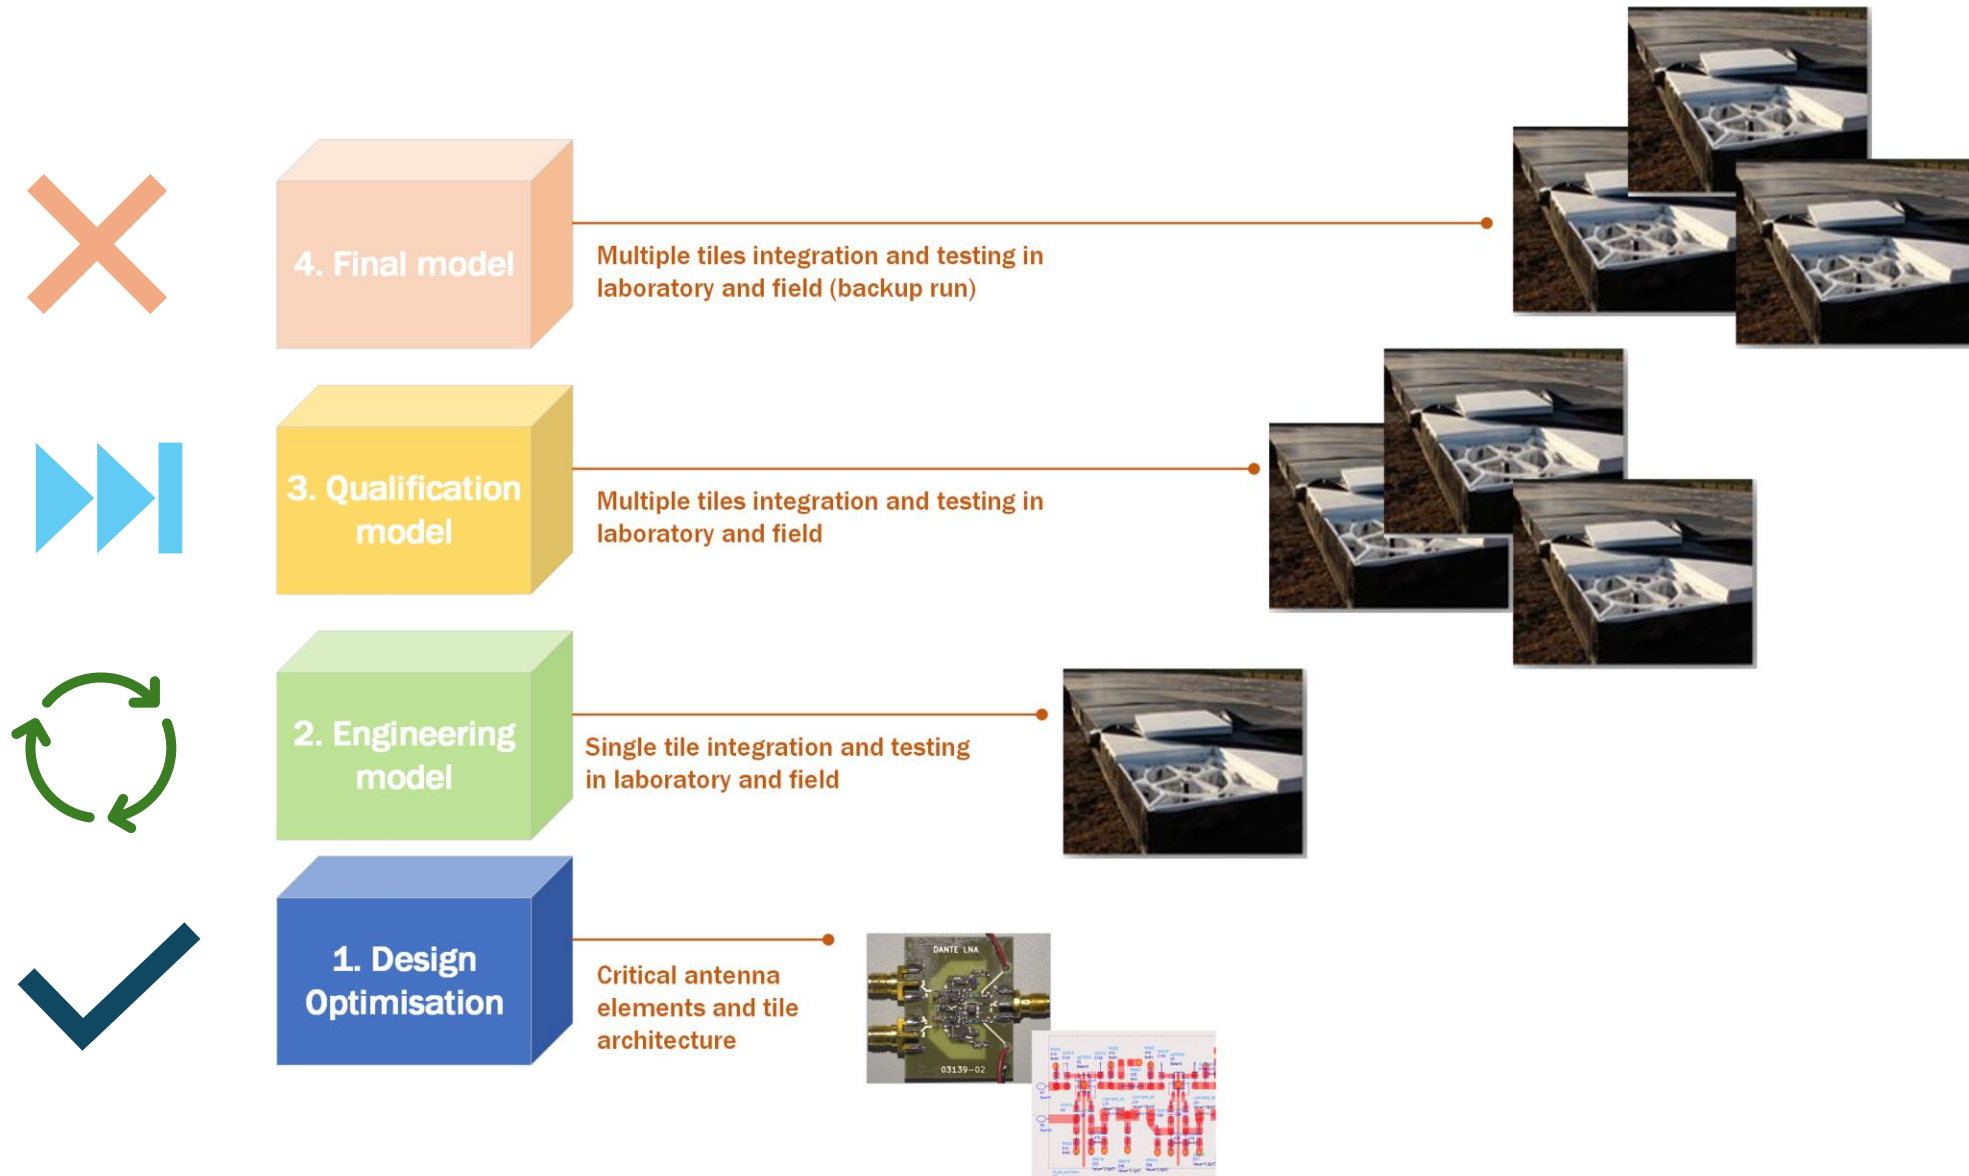 4. Final model
Multiple tiles integration and testing in
laboratory and field (backup run)
3. Qualification
model
Multiple tiles integration and testing in
laboratory and field
2. Engineering
model
Single tile integration and testing
in laboratory and field
1. Design
Optimisation
Critical antenna
elements and tile
architecture
DANTE LNA
03139-02